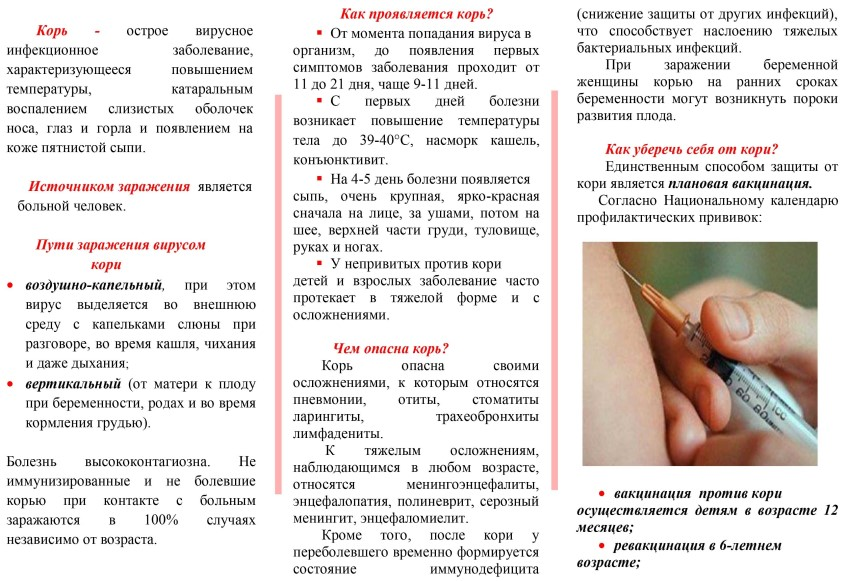 Корь - острое вирусное
инфекционное заболевание,
характеризующееся повышением
температуры, катаральным
воспалением слизистых оболочек
носа, глаз и горла и появлением на
коже пятнистой сыпи.
Источником заражения является
больной человек.
Пути заражения вирусом
кори
• воздушно-капельный, при этом
вирус выделяется во внешнюю
среду с капельками слюны при
разговоре, во время кашля, чихания
и даже дыхания;
• вертикальный (от матери к плоду
при беременности, родах и во время
кормления грудью).
Болезнь высококонтагиозна. Не
иммунизированные и не болевшие
корью при контакте с больным
заражаются в 100% случаях
независимо от возраста.
Как проявляется корь?
▪ От момента попадания вируса в
организм, до появления первых
симптомов заболевания проходит от
11 до 21 дня, чаще 9-11 дней.
▪ С первых дней болезни
возникает повышение температуры
тела до 39-40°С, насморк кашель,
конъюнктивит.
▪ На 4-5 день болезни появляется
сыпь, очень крупная, ярко-красная
сначала на лице, за ушами, потом на
шее, верхней части груди, туловище,
руках и ногах.
▪ У непривитых против кори
детей и взрослых заболевание часто
протекает в тяжелой форме и с
осложнениями.
Чем опасна корь?
Корь опасна своими
осложнениями, к которым относятся
пневмонии, отиты, стоматиты
ларингиты, трахеобронхиты
лимфадениты.
К тяжелым осложнениям,
наблюдающимся в любом возрасте,
относятся менингоэнцефалиты,
энцефалопатия, полиневрит, серозный
менингит, энцефаломиелит.
Кроме того, после кори у
переболевшего временно формируется
состояние иммунодефицита
(снижение защиты от других инфекций),
что способствует наслоению тяжелых
бактериальных инфекций.
При заражении беременной
женщины корью на ранних сроках
беременности могут возникнуть пороки
развития плода.
Как уберечь себя от кори?
Единственным способом защиты от
кори является плановая вакцинация.
Согласно Национальному календарю
профилактических прививок:
• вакцинация против кори
осуществляется детям в возрасте 12
месяцев;
• ревакцинация в 6-летнем
возрасте;